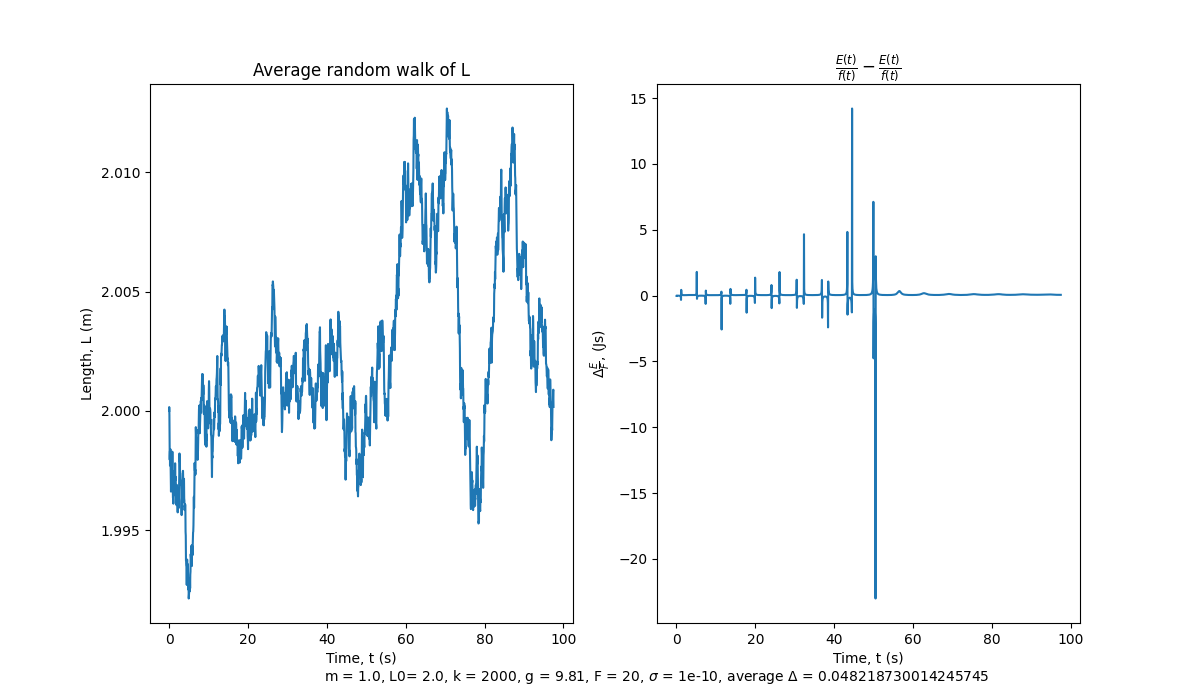 Average random walk of L
2.010
2.005
2.000
1.995
Length, L (m)
0 20 40 60 80 100
Time, t (s)
E(t)/f(t) − E(t)/f(t)
15
10
5
0
−5
−10
−15
−20
Δ E/F, (Js)
0 20 40 60 80 100
Time, t (s)
m = 1.0, L0= 2.0, k = 2000, g = 9.81, F = 20, σ = 1e-10, average Δ = 0.048218730014245745